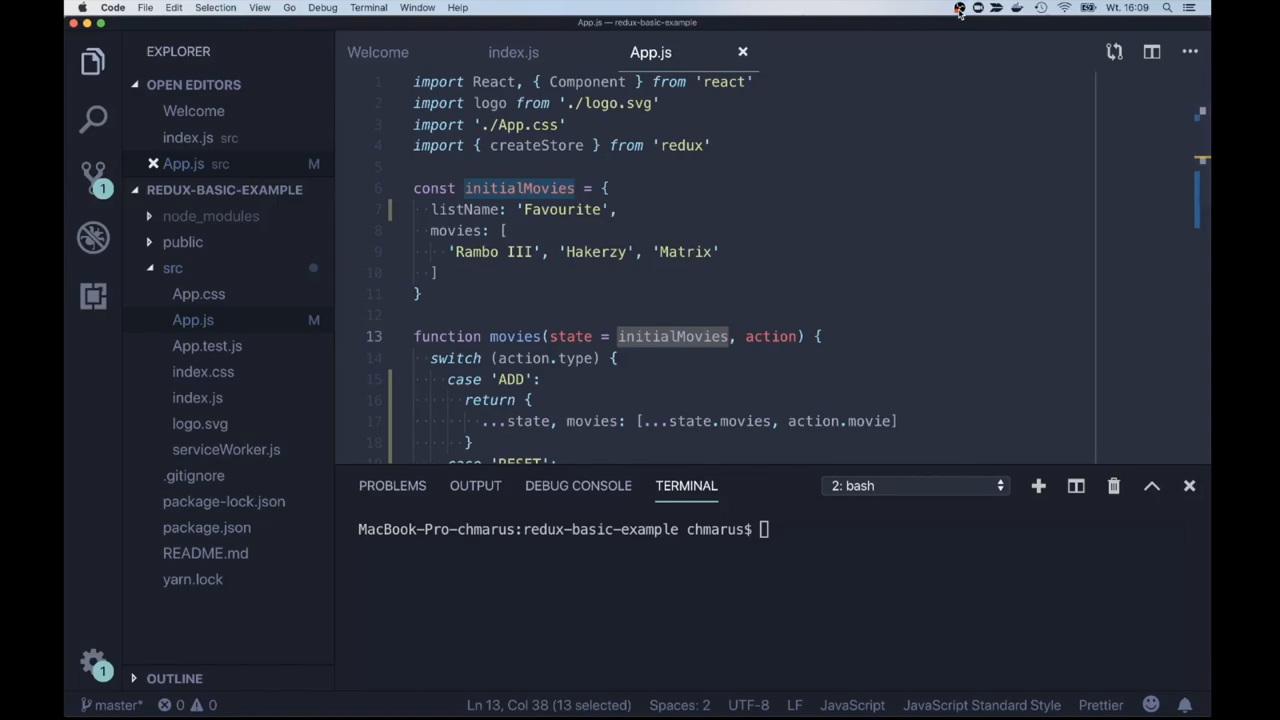 Code File Edit Selection View Go Debug Terminal Window Help Wt. 16:09
App.js — redux-basic-example
EXPLORER
OPEN EDITORS
Welcome
index.js src
App.js src M
REDUX-BASIC-EXAMPLE
node_modules
public
src
App.css
App.js M
App.test.js
index.css
index.js
logo.svg
serviceWorker.js
.gitignore
package-lock.json
package.json
README.md
yarn.lock
OUTLINE
1
1
Welcome index.js App.js
1 import React, { Component } from 'react'
2 import logo from './logo.svg'
3 import './App.css'
4 import { createStore } from 'redux'
5
6 const initialMovies = {
7 listName: 'Favourite',
8 movies: [
9 'Rambo III', 'Hakerzy', 'Matrix'
10 ]
11 }
12
13 function movies(state = initialMovies, action) {
14 switch (action.type) {
15 case 'ADD':
16 return {
17 ...state, movies: [...state.movies, action.movie]
18 }
19 case 'RESET':
PROBLEMS OUTPUT DEBUG CONSOLE TERMINAL 2: bash
MacBook-Pro-chmarus:redux-basic-example chmarus$
master* 0 0 Ln 13, Col 38 (13 selected) Spaces: 2 UTF-8 LF JavaScript JavaScript Standard Style Prettier